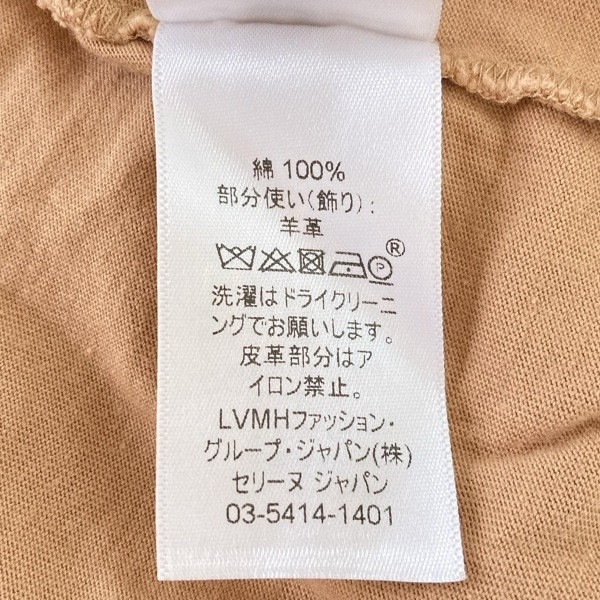 綿 100%
部分使い(飾り):
羊革
P ®
洗濯はドライクリーニ
ングでお願いします。
皮革部分はア
イロン禁止。
LVMHファッション・
グループ・ジャパン(株)
セリーヌ ジャパン
03-5414-1401